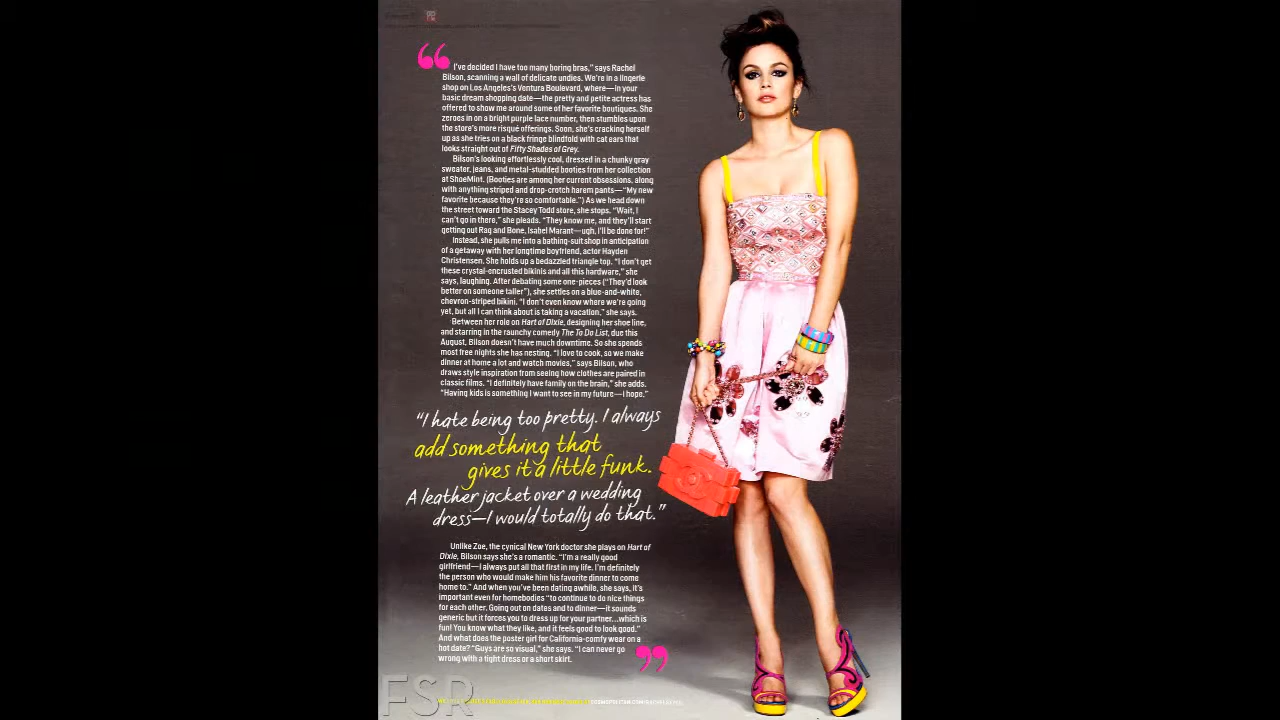 “I've decided I have too many boring bras,” says Rachel
Bilson, scanning a wall of delicate undies. We're in a lingerie
shop on Los Angeles's Ventura Boulevard, where—in your
basic dream shopping date—the pretty and petite actress has
offered to show me around some of her favorite boutiques. She
zeroes in on a bright purple lace number, then stumbles upon
the store's more risqué offerings. Soon, she's cracking herself
up as she tries on a black fringe blindfold with cat ears that
looks straight out of Fifty Shades of Grey.
Bilson's looking effortlessly cool, dressed in a chunky gray
sweater, jeans, and metal-studded booties from her collection
at ShoeMint. (Booties are among her current obsessions, along
with anything striped and drop-crotch harem pants—“My new
favorite because they're so comfortable.”) As we head down
the street toward the Stacey Todd store, she stops. “Wait, I
can't go in there,” she pleads. “They know me, and they'll start
getting out Rag and Bone, Isabel Marant—ugh, I'll be done for!”
Instead, she pulls me into a bathing-suit shop in anticipation
of a getaway with her longtime boyfriend, actor Hayden
Christensen. She holds up a bedazzled triangle top. “I don't get
these crystal-encrusted bikinis and all this hardware,” she
says, laughing. After debating some one-pieces (“They'd look
better on someone taller”), she settles on a blue-and-white,
chevron-striped bikini. “I don't even know where we're going
yet, but all I can think about is taking a vacation,” she says.
Between her role on Hart of Dixie, designing her shoe line,
and starring in the raunchy comedy The To Do List, due this
August, Bilson doesn't have much downtime. So she spends
most free nights she has nesting. “I love to cook, so we make
dinner at home a lot and watch movies,” says Bilson, who
draws style inspiration from seeing how clothes are paired in
classic films. “I definitely have family on the brain,” she adds.
“Having kids is something I want to see in my future—I hope.”
“I hate being too pretty. I always
add something that
gives it a little funk.
A leather jacket over a wedding
dress—I would totally do that.”
Unlike Zoe, the cynical New York doctor she plays on Hart of
Dixie, Bilson says she's a romantic. “I'm a really good
girlfriend—I always put all that first in my life. I'm definitely
the person who would make him his favorite dinner to come
home to.” And when you've been dating awhile, she says, it's
important even for homebodies “to continue to do nice things
for each other. Going out on dates and to dinner—it sounds
generic but it forces you to dress up for your partner...which is
fun! You know what they like, and it feels good to look good.”
And what does the poster girl for California-comfy wear on a
hot date? “Guys are so visual,” she says. “I can never go
wrong with a tight dress or a short skirt. ”
FSR
COSMOPOLITAN.COM